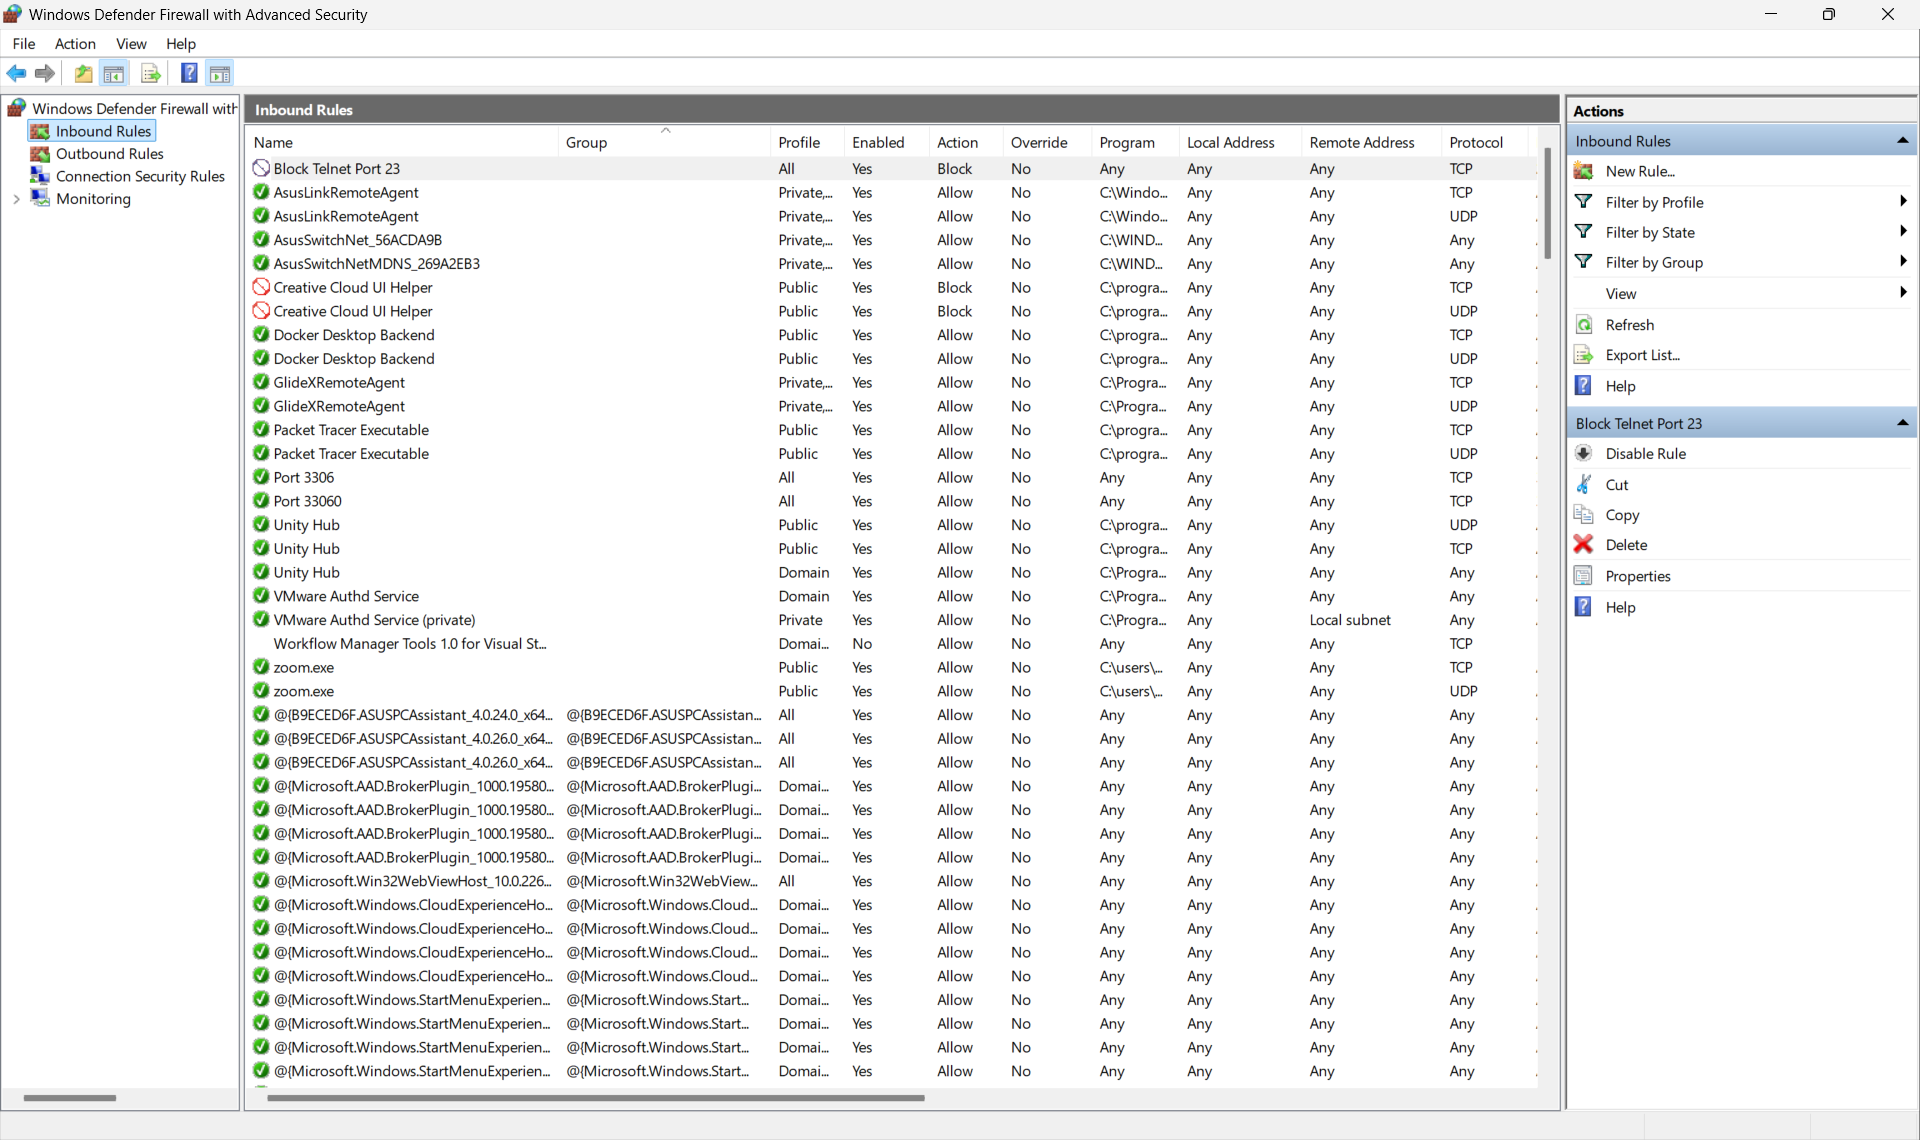 Windows Defender Firewall with Advanced Security
File Action View Help
Windows Defender Firewall with
Inbound Rules
Outbound Rules
Connection Security Rules
Monitoring
Inbound Rules
Name Group Profile Enabled Action Override Program Local Address Remote Address Protocol
Block Telnet Port 23 All Yes Block No Any Any Any TCP
AsusLinkRemoteAgent Private,... Yes Allow No C:\Windo... Any Any TCP
AsusLinkRemoteAgent Private,... Yes Allow No C:\Windo... Any Any UDP
AsusSwitchNet_56ACDA9B Private,... Yes Allow No C:\WIND... Any Any Any
AsusSwitchNetMDNS_269A2EB3 Private,... Yes Allow No C:\WIND... Any Any Any
Creative Cloud UI Helper Public Yes Block No C:\progra... Any Any TCP
Creative Cloud UI Helper Public Yes Block No C:\progra... Any Any UDP
Docker Desktop Backend Public Yes Allow No C:\progra... Any Any TCP
Docker Desktop Backend Public Yes Allow No C:\progra... Any Any UDP
GlideXRemoteAgent Private,... Yes Allow No C:\Progra... Any Any TCP
GlideXRemoteAgent Private,... Yes Allow No C:\Progra... Any Any UDP
Packet Tracer Executable Public Yes Allow No C:\progra... Any Any TCP
Packet Tracer Executable Public Yes Allow No C:\progra... Any Any UDP
Port 3306 All Yes Allow No Any Any Any TCP
Port 33060 All Yes Allow No Any Any Any TCP
Unity Hub Public Yes Allow No C:\progra... Any Any UDP
Unity Hub Public Yes Allow No C:\progra... Any Any TCP
Unity Hub Domain Yes Allow No C:\Progra... Any Any Any
VMware Authd Service Domain Yes Allow No C:\Progra... Any Any Any
VMware Authd Service (private) Private Yes Allow No C:\Progra... Any Local subnet Any
Workflow Manager Tools 1.0 for Visual St... Domai... No Allow No Any Any Any TCP
zoom.exe Public Yes Allow No C:\users\... Any Any TCP
zoom.exe Public Yes Allow No C:\users\... Any Any UDP
@{B9ECED6F.ASUSPCAssistant_4.0.24.0_x64... @{B9ECED6F.ASUSPCAssistan... All Yes Allow No Any Any Any Any
@{B9ECED6F.ASUSPCAssistant_4.0.26.0_x64... @{B9ECED6F.ASUSPCAssistan... All Yes Allow No Any Any Any Any
@{B9ECED6F.ASUSPCAssistant_4.0.26.0_x64... @{B9ECED6F.ASUSPCAssistan... All Yes Allow No Any Any Any Any
@{Microsoft.AAD.BrokerPlugin_1000.19580... @{Microsoft.AAD.BrokerPlugi... Domai... Yes Allow No Any Any Any Any
@{Microsoft.AAD.BrokerPlugin_1000.19580... @{Microsoft.AAD.BrokerPlugi... Domai... Yes Allow No Any Any Any Any
@{Microsoft.AAD.BrokerPlugin_1000.19580... @{Microsoft.AAD.BrokerPlugi... Domai... Yes Allow No Any Any Any Any
@{Microsoft.AAD.BrokerPlugin_1000.19580... @{Microsoft.AAD.BrokerPlugi... Domai... Yes Allow No Any Any Any Any
@{Microsoft.Win32WebViewHost_10.0.226... @{Microsoft.Win32WebView... All Yes Allow No Any Any Any Any
@{Microsoft.Windows.CloudExperienceHo... @{Microsoft.Windows.Cloud... Domai... Yes Allow No Any Any Any Any
@{Microsoft.Windows.CloudExperienceHo... @{Microsoft.Windows.Cloud... Domai... Yes Allow No Any Any Any Any
@{Microsoft.Windows.CloudExperienceHo... @{Microsoft.Windows.Cloud... Domai... Yes Allow No Any Any Any Any
@{Microsoft.Windows.CloudExperienceHo... @{Microsoft.Windows.Cloud... Domai... Yes Allow No Any Any Any Any
@{Microsoft.Windows.StartMenuExperien... @{Microsoft.Windows.Start... Domai... Yes Allow No Any Any Any Any
@{Microsoft.Windows.StartMenuExperien... @{Microsoft.Windows.Start... Domai... Yes Allow No Any Any Any Any
@{Microsoft.Windows.StartMenuExperien... @{Microsoft.Windows.Start... Domai... Yes Allow No Any Any Any Any
@{Microsoft.Windows.StartMenuExperien... @{Microsoft.Windows.Start... Domai... Yes Allow No Any Any Any Any
Actions
Inbound Rules
New Rule...
Filter by Profile
Filter by State
Filter by Group
View
Refresh
Export List...
Help
Block Telnet Port 23
Disable Rule
Cut
Copy
Delete
Properties
Help